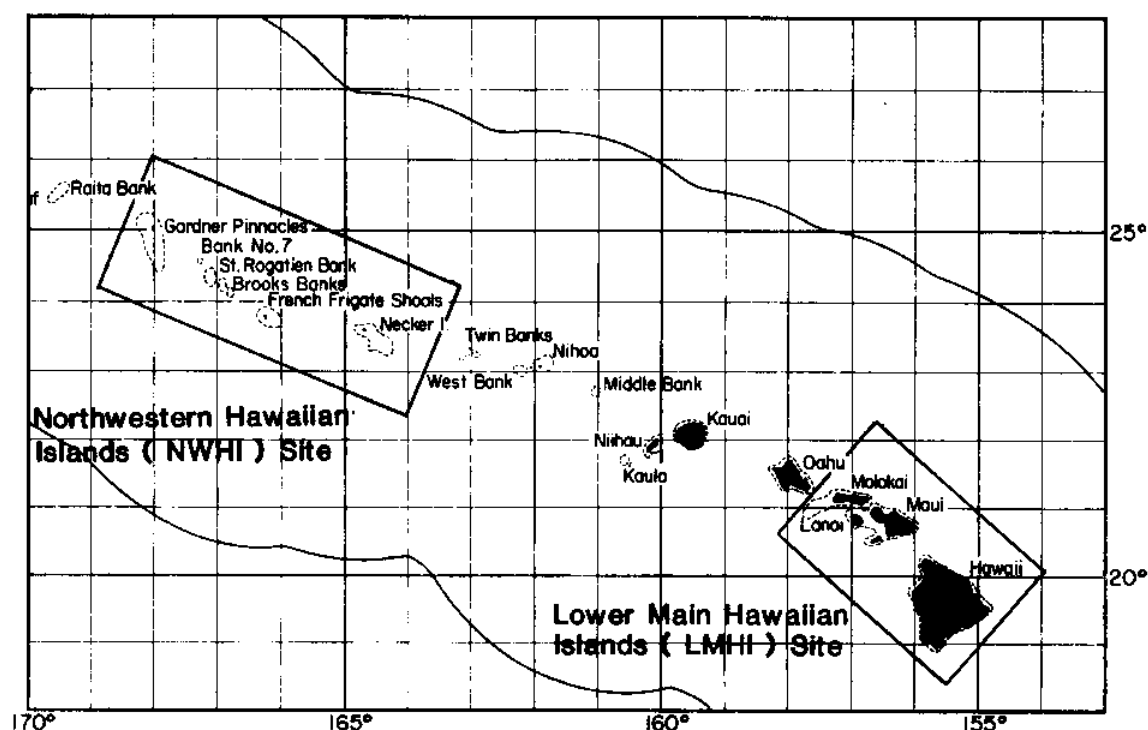 Raita Bank
Gardner Pinnacles
Bank No. 7
St. Rogatien Bank
Brooks Banks
French Frigate Shoals
Necker I
Twin Banks
Nihoa
West Bank
Middle Bank
Northwestern Hawaiian
Islands ( NWHI ) Site
Kauai
Niihau
Kaula
Oahu
Molokai
Maui
Lanai
Hawaii
Lower Main Hawaiian
Islands ( LMHI ) Site
25°
20°
170°
165°
160°
155°